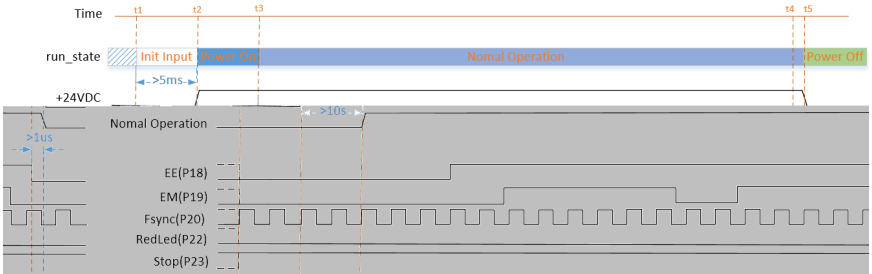 Time
t1 t2 t3 t4 t5
run_state Init Input Power On Nomal Operation Power Off
>5ms
+24VDC
>10s
Nomal Operation
>1us
EE(P18)
EM(P19)
Fsync(P20)
RedLed(P22)
Stop(P23)